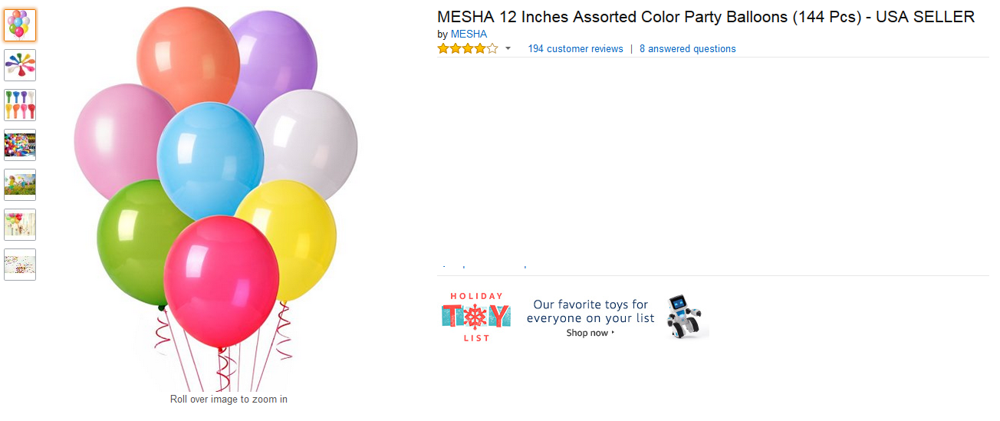 MESHA 12 Inches Assorted Color Party Balloons (144 Pcs) - USA SELLER
by MESHA
194 customer reviews | 8 answered questions
HOLIDAY
TOY
LIST
Our favorite toys for
everyone on your list
Shop now
Roll over image to zoom in